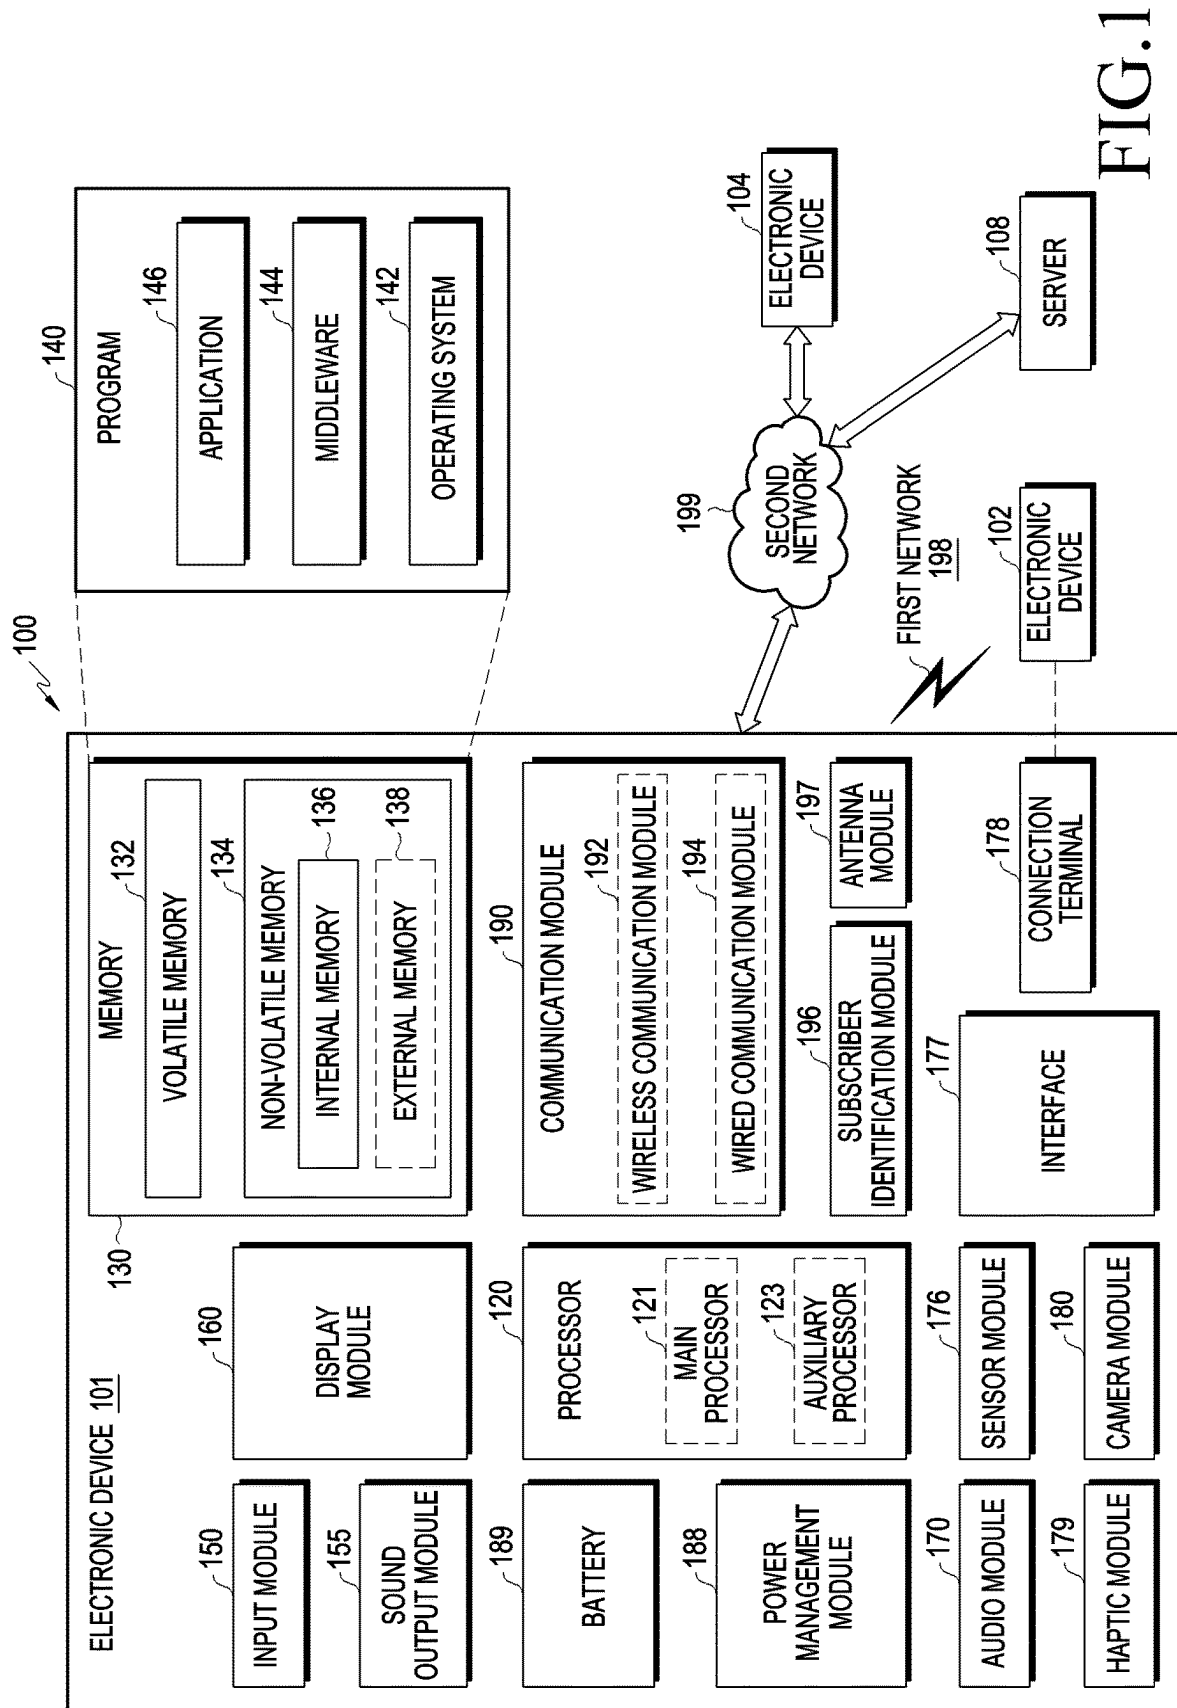 100
ELECTRONIC DEVICE 101
130
MEMORY
132
VOLATILE MEMORY
134
NON-VOLATILE MEMORY
136
INTERNAL MEMORY
138
EXTERNAL MEMORY
140
PROGRAM
146
APPLICATION
144
MIDDLEWARE
142
OPERATING SYSTEM
150
INPUT MODULE
155
SOUND
OUTPUT MODULE
160
DISPLAY
MODULE
189
BATTERY
188
POWER
MANAGEMENT
MODULE
120
PROCESSOR
121
MAIN
PROCESSOR
123
AUXILIARY
PROCESSOR
190
COMMUNICATION MODULE
192
WIRELESS COMMUNICATION MODULE
194
WIRED COMMUNICATION MODULE
196
SUBSCRIBER
IDENTIFICATION MODULE
197
ANTENNA
MODULE
199
SECOND
NETWORK
104
ELECTRONIC
DEVICE
108
SERVER
FIRST NETWORK
198
102
ELECTRONIC
DEVICE
170
AUDIO MODULE
176
SENSOR MODULE
177
INTERFACE
178
CONNECTION
TERMINAL
179
HAPTIC MODULE
180
CAMERA MODULE
FIG.1